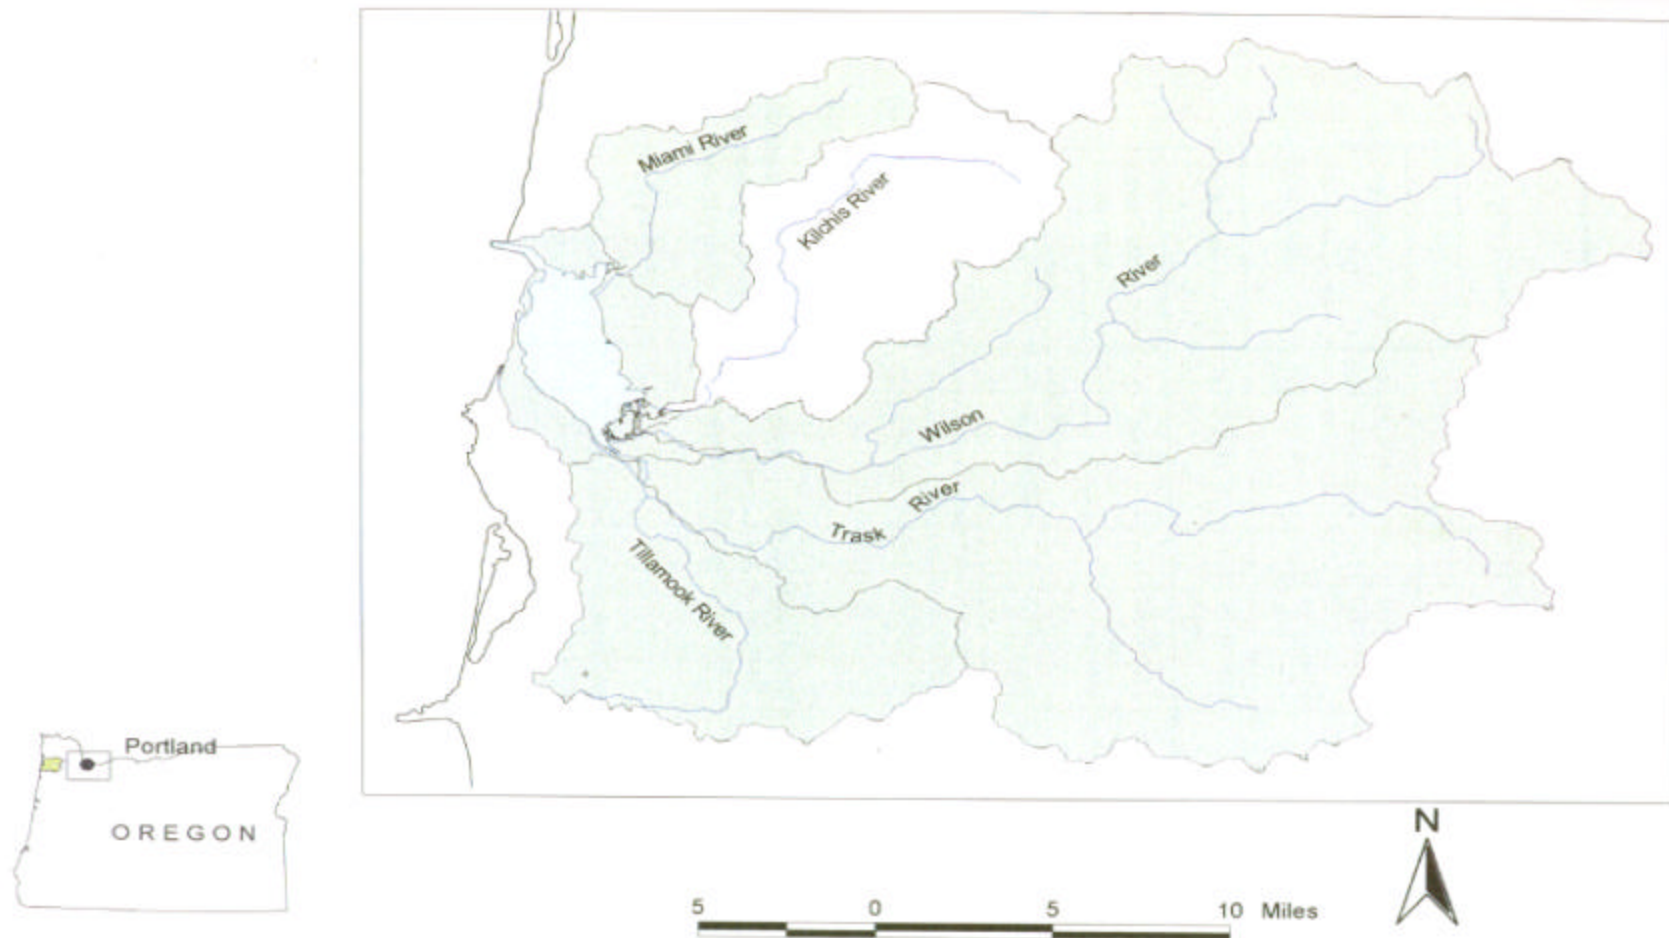 Miami River
Kilchis River
River
Wilson
River
Trask
Tillamook River
Portland
OREGON
N
5 0 5 10 Miles